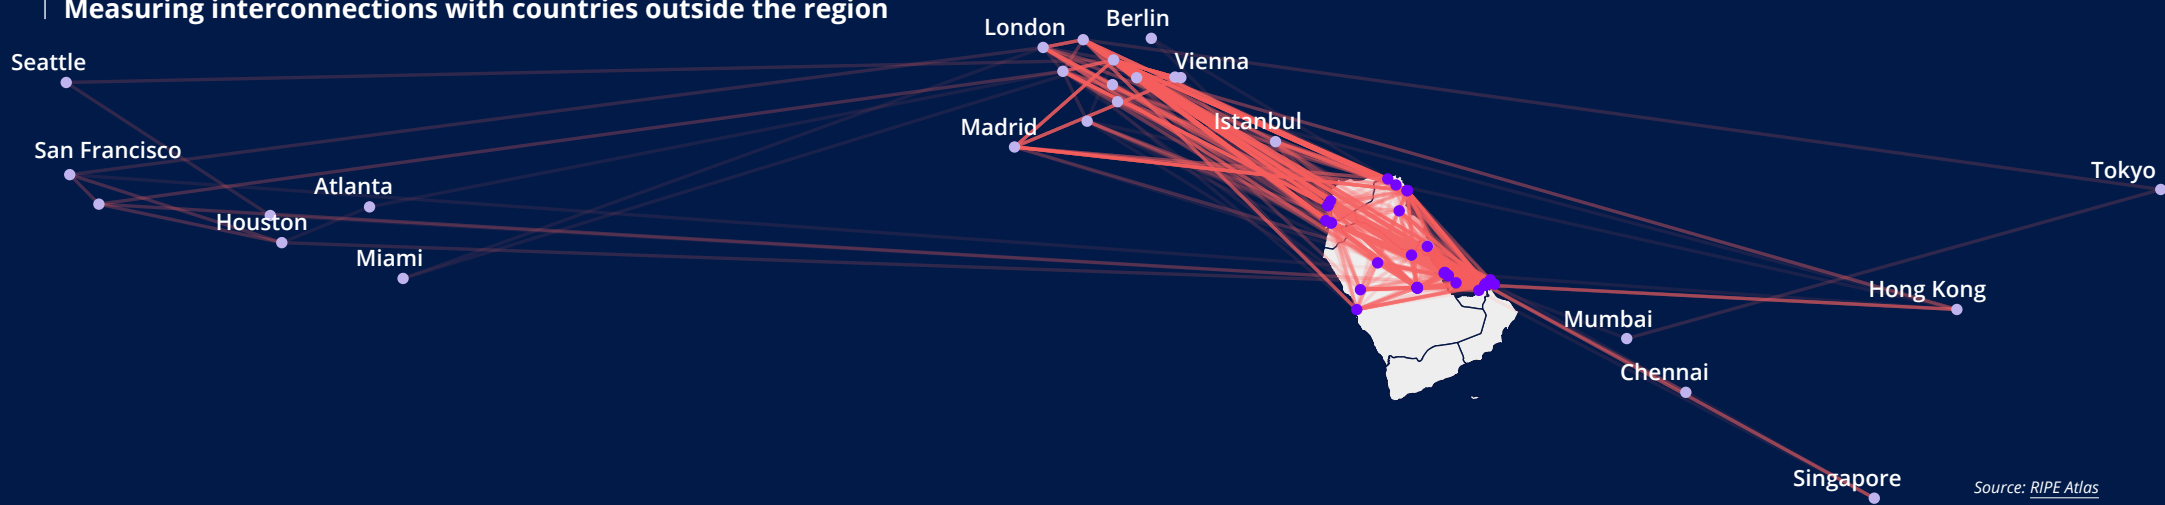 Measuring interconnections with countries outside the region
Berlin
London
Seattle
Vienna
Istanbul
Madrid
San Francisco
Tokyo
Atlanta
Houston
Miami
Hong Kong
Mumbai
Chennai
Singapore
Source: RIPE Atlas